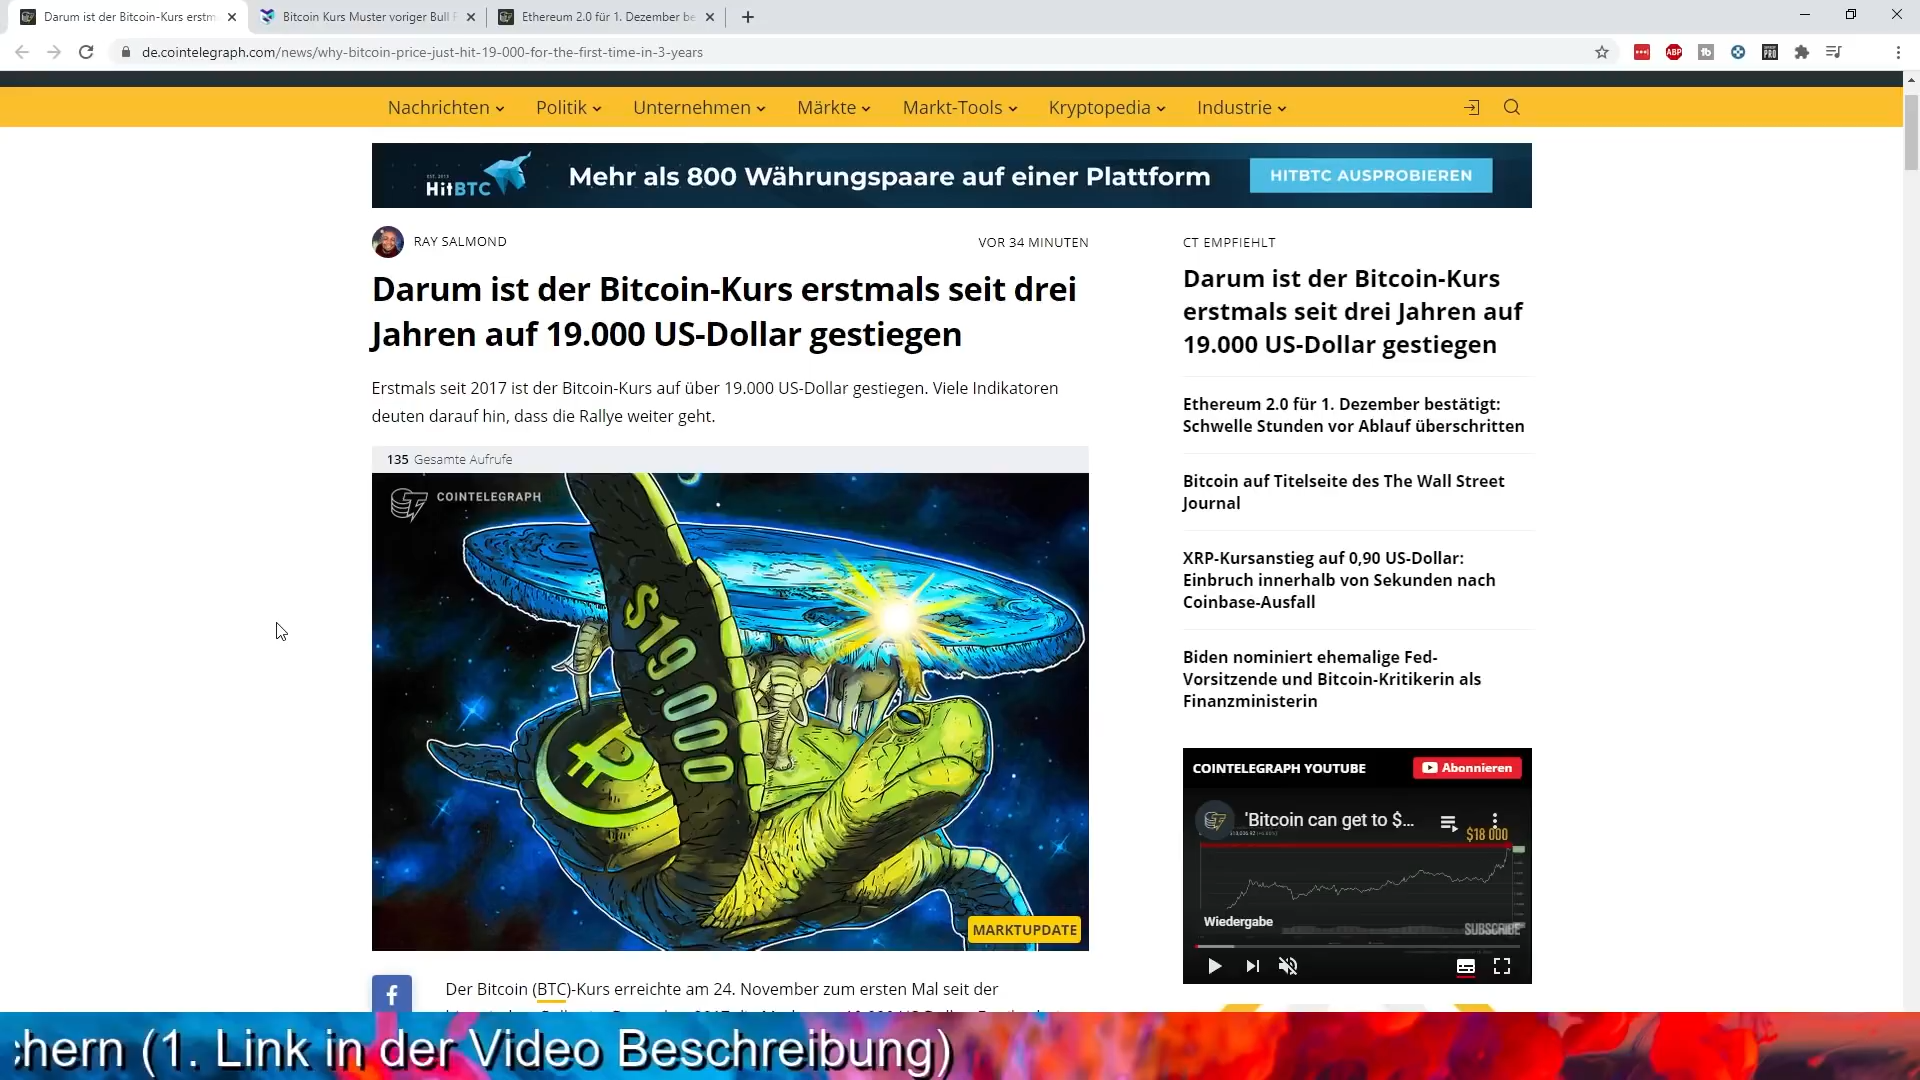 Darum ist der Bitcoin-Kurs erstm
Bitcoin Kurs Muster voriger Bull
Ethereum 2.0 für 1. Dezember be
de.cointelegraph.com/news/why-bitcoin-price-just-hit-19-000-for-the-first-time-in-3-years
ABP
PRO
Nachrichten
Politik
Unternehmen
Märkte
Markt-Tools
Kryptopedia
Industrie
HitBTC
Mehr als 800 Währungspaare auf einer Plattform
HITBTC AUSPROBIEREN
RAY SALMOND
VOR 34 MINUTEN
Darum ist der Bitcoin-Kurs erstmals seit drei
Jahren auf 19.000 US-Dollar gestiegen
Erstmals seit 2017 ist der Bitcoin-Kurs auf über 19.000 US-Dollar gestiegen. Viele Indikatoren
deuten darauf hin, dass die Rallye weiter geht.
135 Gesamte Aufrufe
COINTELEGRAPH
$19,000
MARKTUPDATE
Der Bitcoin (BTC)-Kurs erreichte am 24. November zum ersten Mal seit der
CT EMPFIEHLT
Darum ist der Bitcoin-Kurs
erstmals seit drei Jahren auf
19.000 US-Dollar gestiegen
Ethereum 2.0 für 1. Dezember bestätigt:
Schwelle Stunden vor Ablauf überschritten
Bitcoin auf Titelseite des The Wall Street
Journal
XRP-Kursanstieg auf 0,90 US-Dollar:
Einbruch innerhalb von Sekunden nach
Coinbase-Ausfall
Biden nominiert ehemalige Fed-
Vorsitzende und Bitcoin-Kritikerin als
Finanzministerin
COINTELEGRAPH YOUTUBE
Abonnieren
'Bitcoin can get to $...
$18 000
Wiedergabe
SUBSCRIBE
chern (1. Link in der Video Beschreibung)